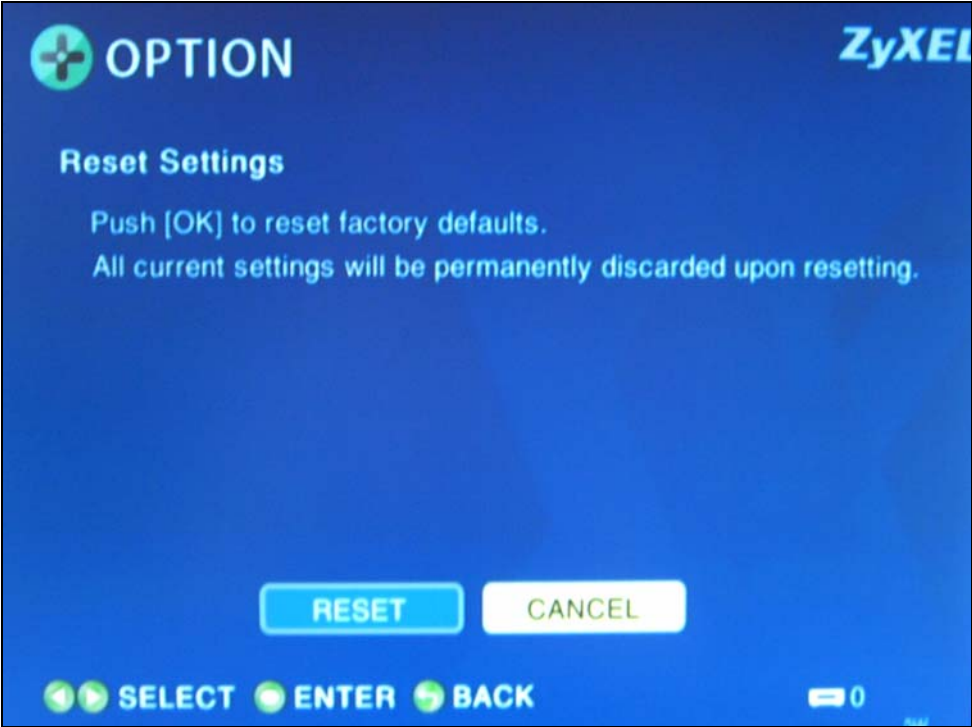 OPTION
ZyXEL
Reset Settings
Push [OK] to reset factory defaults.
All current settings will be permanently discarded upon resetting.
RESET
CANCEL
SELECT ENTER BACK
0